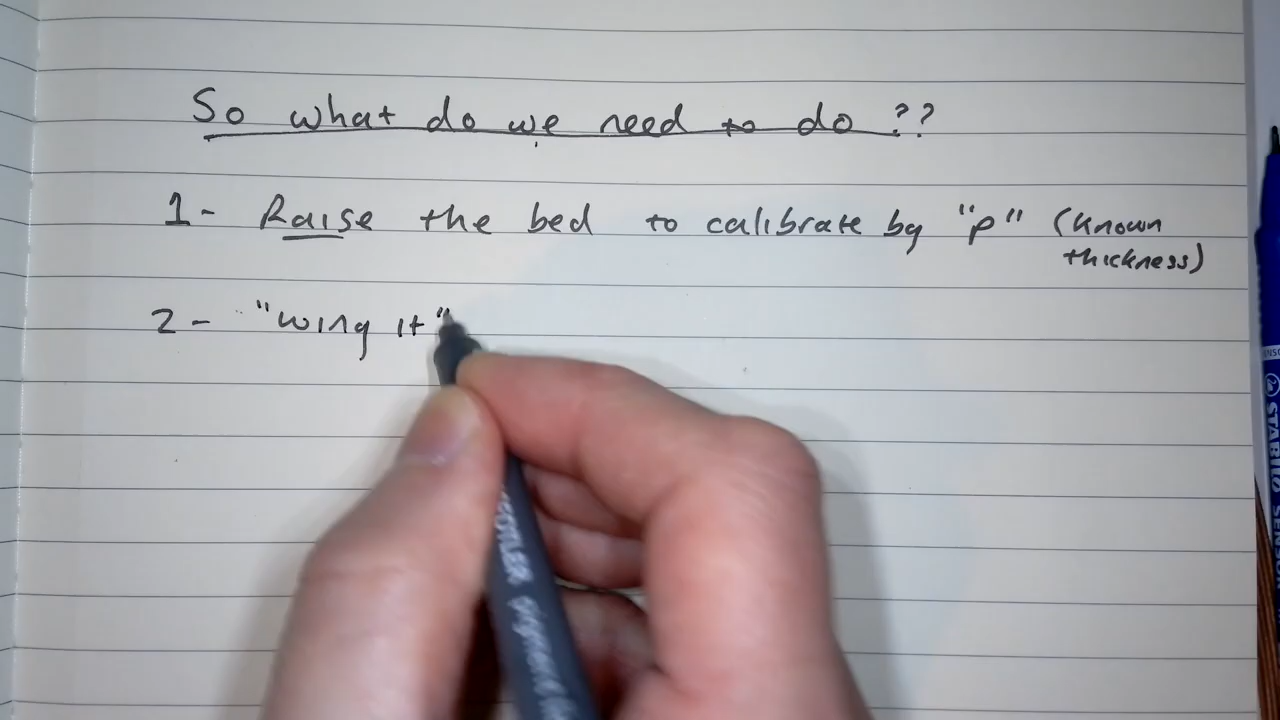 So what do we need to do ??
1- Raise the bed to calibrate by "p" (known
thickness)
2- "wing it"
STABILO